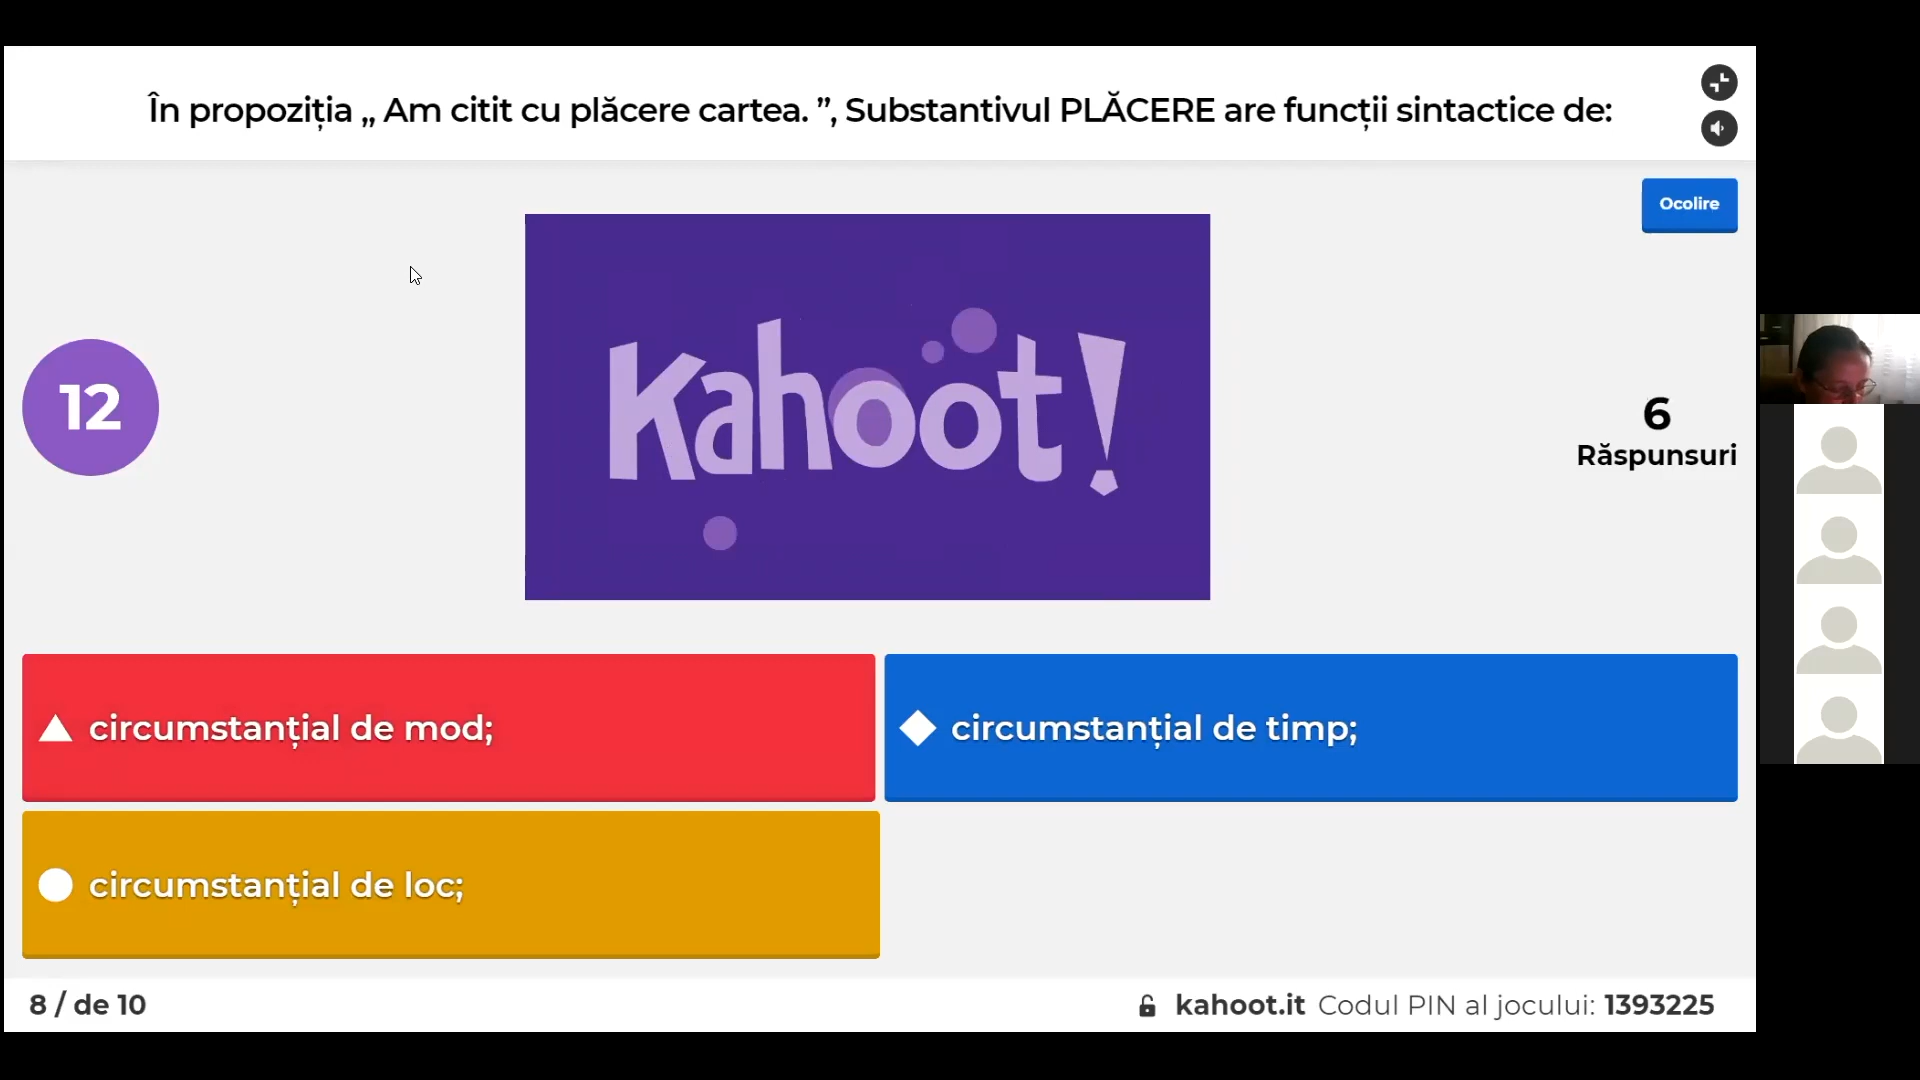 În propoziția „ Am citit cu plăcere cartea. ”, Substantivul PLĂCERE are funcții sintactice de:
Ocolire
Kahoot!
12
6
Răspunsuri
circumstanțial de mod;
circumstanțial de timp;
circumstanțial de loc;
8 / de 10
kahoot.it Codul PIN al jocului: 1393225